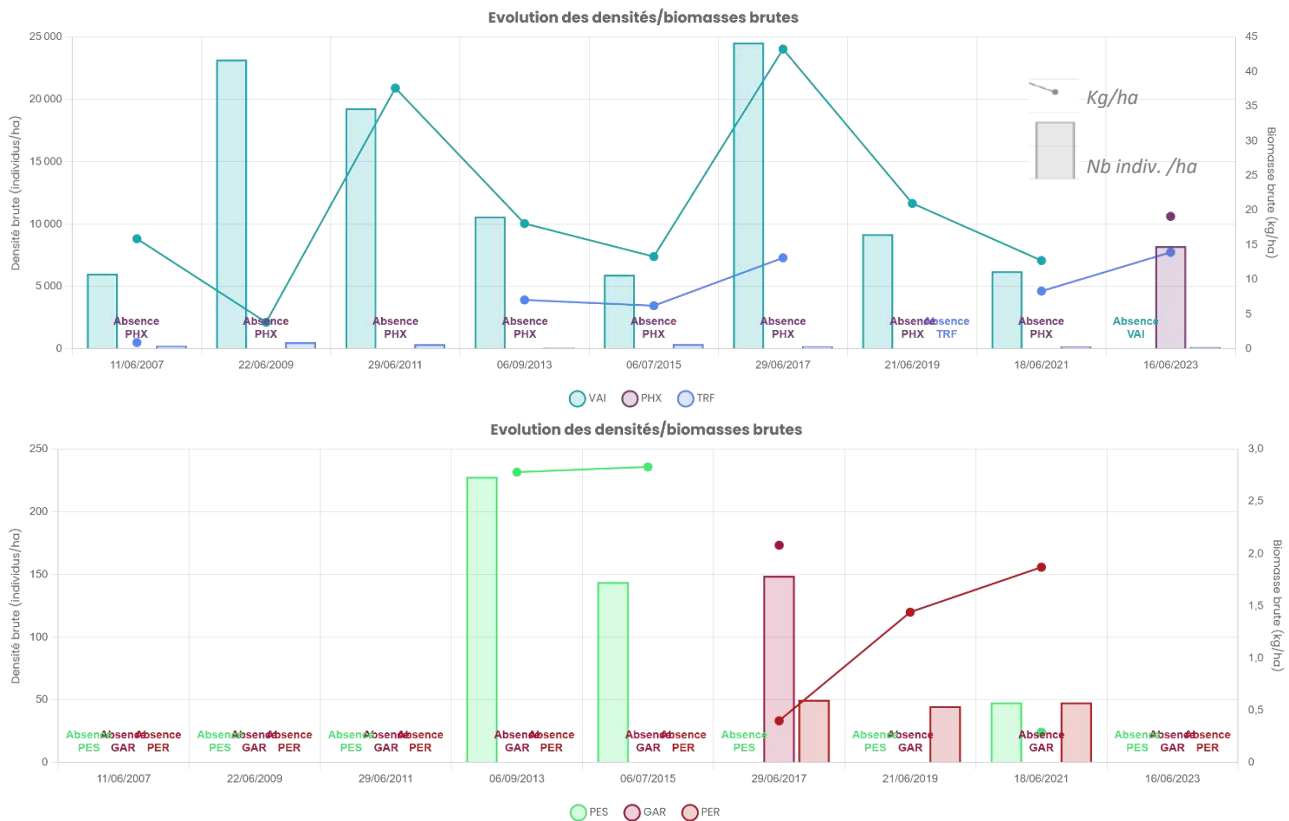 Evolution des densités/biomasses brutes
25 000
20 000
15 000
10 000
5 000
0
Densité brute (individus/ha)
45
40
35
30
25
20
15
10
5
0
Biomasse brute (kg/ha)
Kg/ha
Nb indiv. /ha
Absence PHX
Absence PHX
Absence PHX
Absence PHX
Absence PHX
Absence PHX
Absence PHX
Absence TRF
Absence PHX
Absence VAI
11/06/2007 22/06/2009 29/06/2011 06/09/2013 06/07/2015 29/06/2017 21/06/2019 18/06/2021 16/06/2023
VAI PHX TRF
Evolution des densités/biomasses brutes
250
200
150
100
50
0
Densité brute (individus/ha)
3,0
2,5
2,0
1,5
1,0
0,5
0
Biomasse brute (kg/ha)
Absence PES
Absence GAR
Absence PER
Absence PES
Absence GAR
Absence PER
Absence PES
Absence GAR
Absence PER
Absence GAR
Absence PER
Absence GAR
Absence PER
Absence PES
Absence PES
Absence GAR
Absence GAR
Absence PES
Absence GAR
Absence PER
11/06/2007 22/06/2009 29/06/2011 06/09/2013 06/07/2015 29/06/2017 21/06/2019 18/06/2021 16/06/2023
PES GAR PER